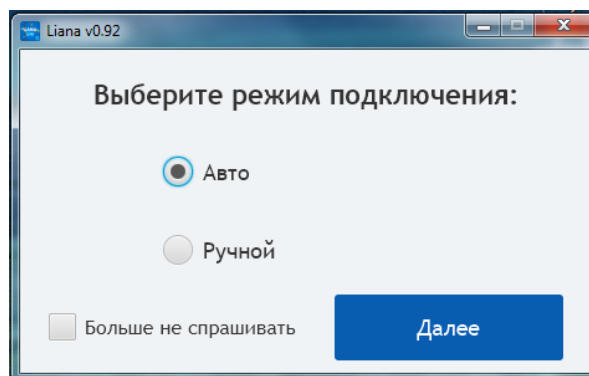 Liana v0.92
Выберите режим подключения:
Авто
Ручной
Больше не спрашивать
Далее